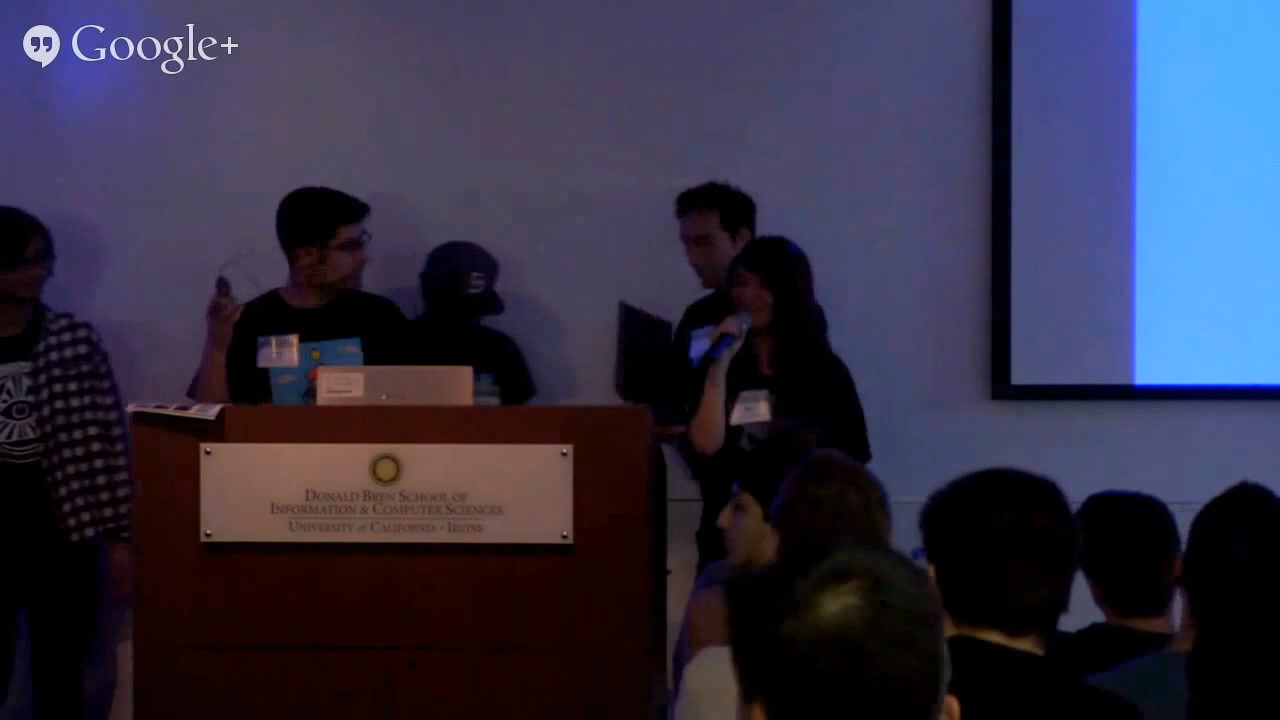 Google+
DONALD BREN SCHOOL OF
INFORMATION & COMPUTER SCIENCES
UNIVERSITY of CALIFORNIA • IRVINE
S